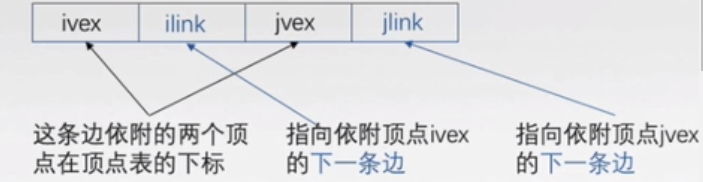 ivex ilink jvex jlink
这条边依附的两个顶
点在顶点表的下标
指向依附顶点ivex
的下一条边
指向依附顶点jvex
的下一条边